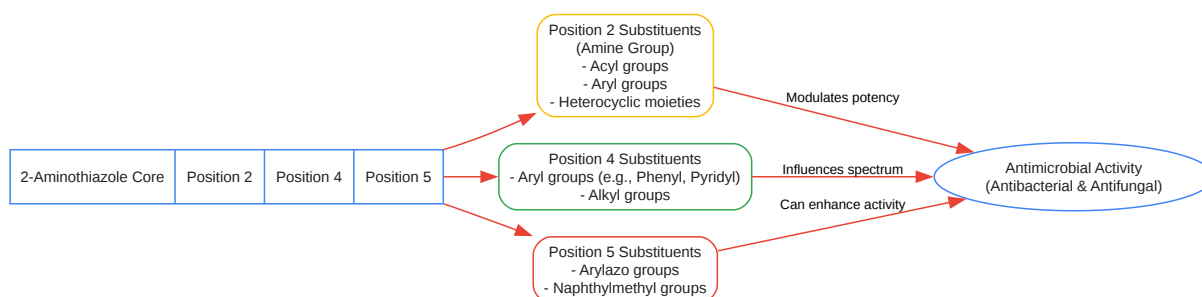 2-Aminothiazole Core
Position 2
Position 4
Position 5
Position 2 Substituents
(Amine Group)
- Acyl groups
- Aryl groups
- Heterocyclic moieties
Position 4 Substituents
- Aryl groups (e.g., Phenyl, Pyridyl)
- Alkyl groups
Position 5 Substituents
- Arylazo groups
- Naphthylmethyl groups
Modulates potency
Influences spectrum
Can enhance activity
Antimicrobial Activity
(Antibacterial & Antifungal)